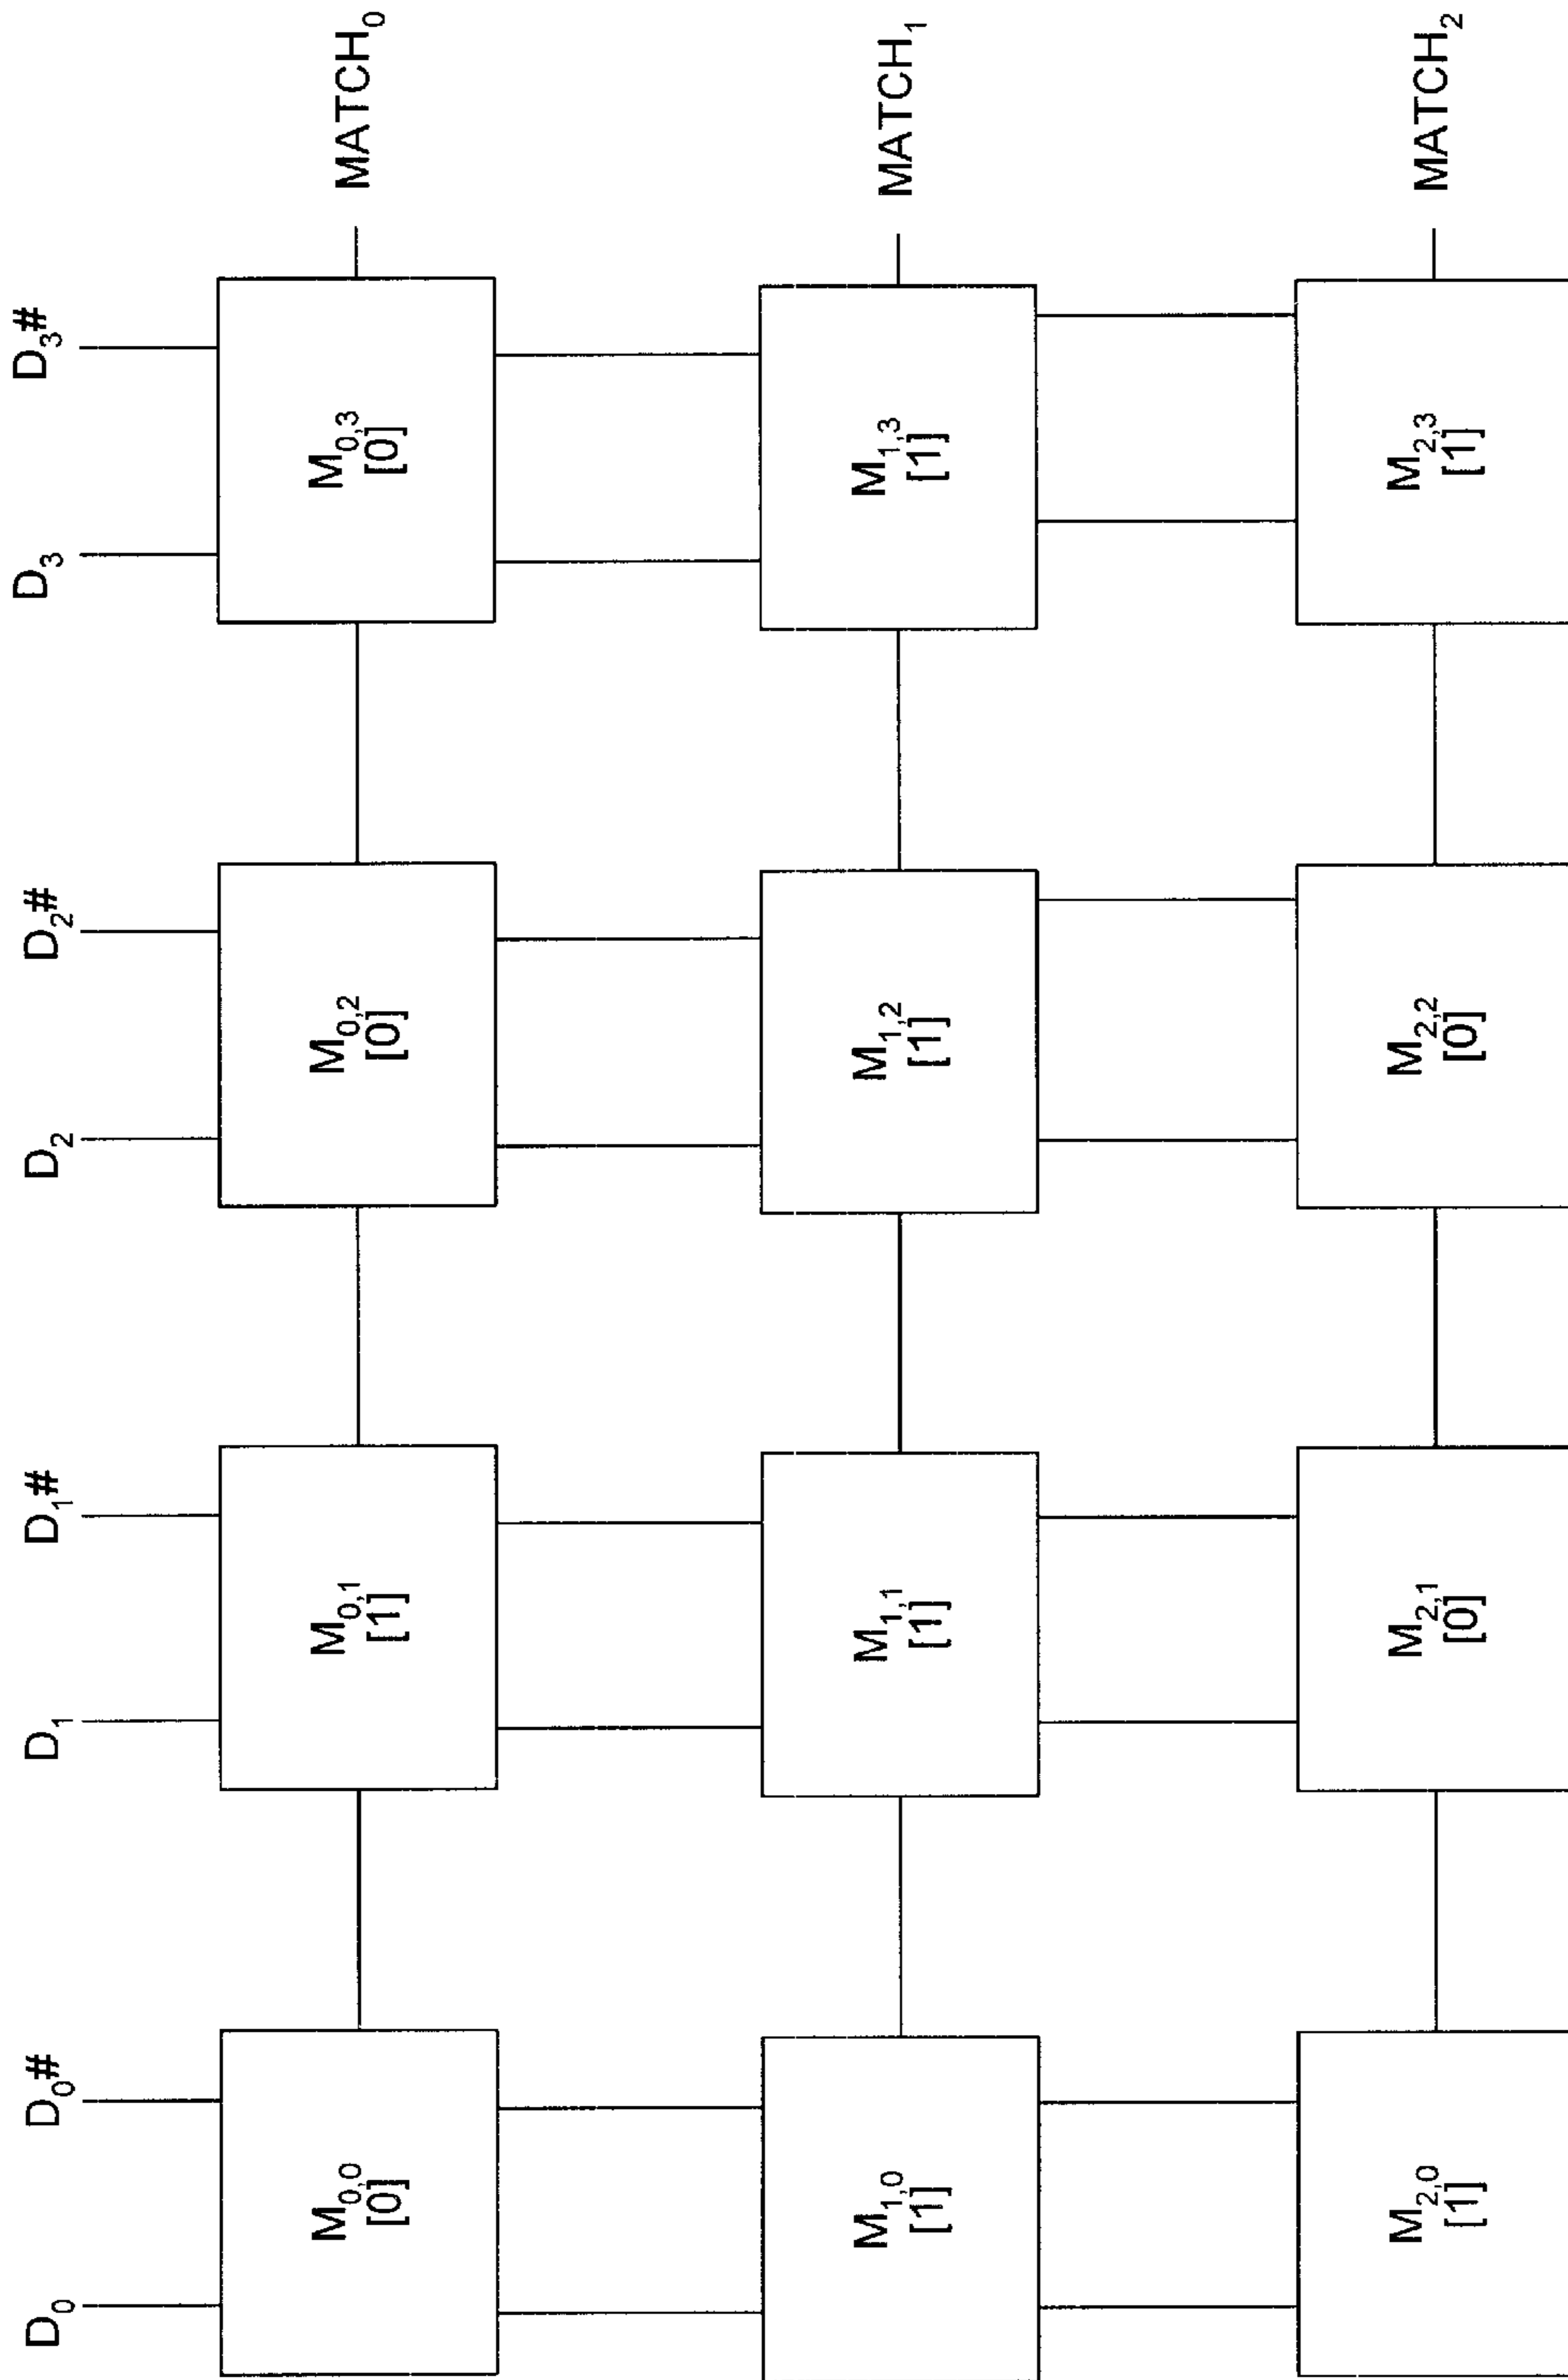 D₀ D₀# D₁ D₁# D₂ D₂# D₃ D₃#
M₀,₀ M₀,₁ M₀,₂ M₀,₃ MATCH₀
[0] [1] [0] [0]
M₁,₀ M₁,₁ M₁,₂ M₁,₃ MATCH₁
[1] [1] [1] [1]
M₂,₀ M₂,₁ M₂,₂ M₂,₃ MATCH₂
[1] [0] [0] [1]